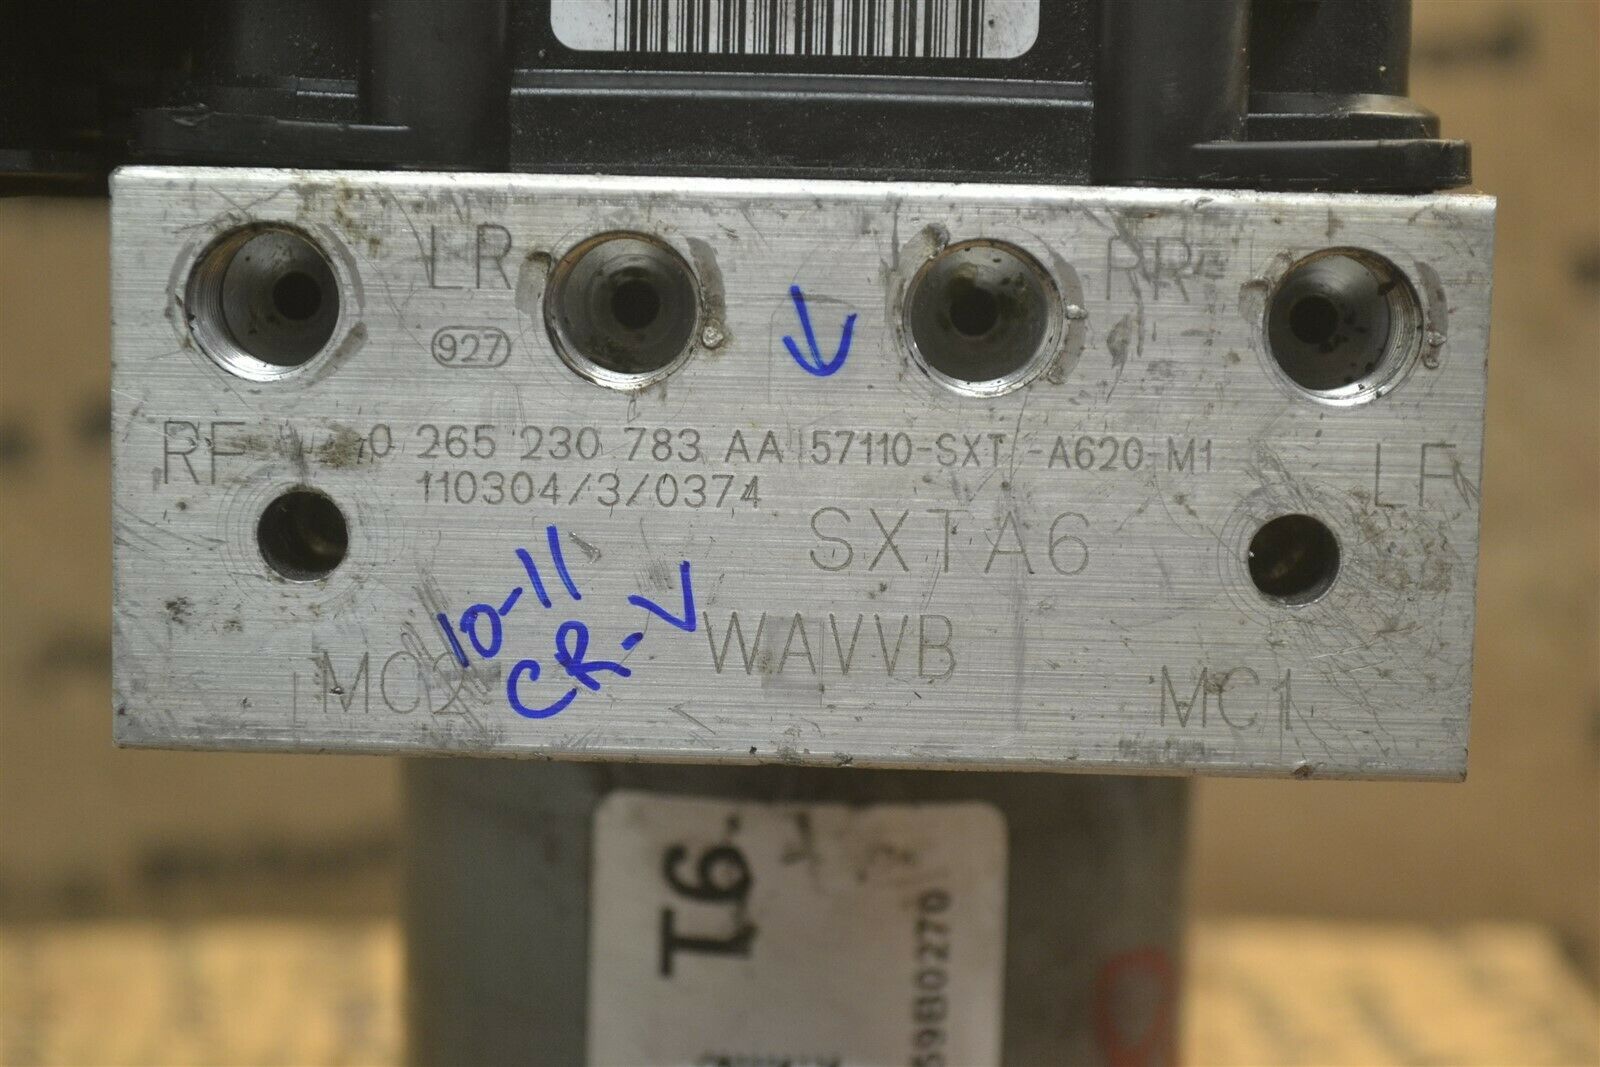 LR RR
927
RF 0 265 230 783 AA 57110-SXT -A620-M1 LF
110304/3/0374
SXTA6
10-11
CR-V
WAVVB
MC2 MC1
T6
59B0270